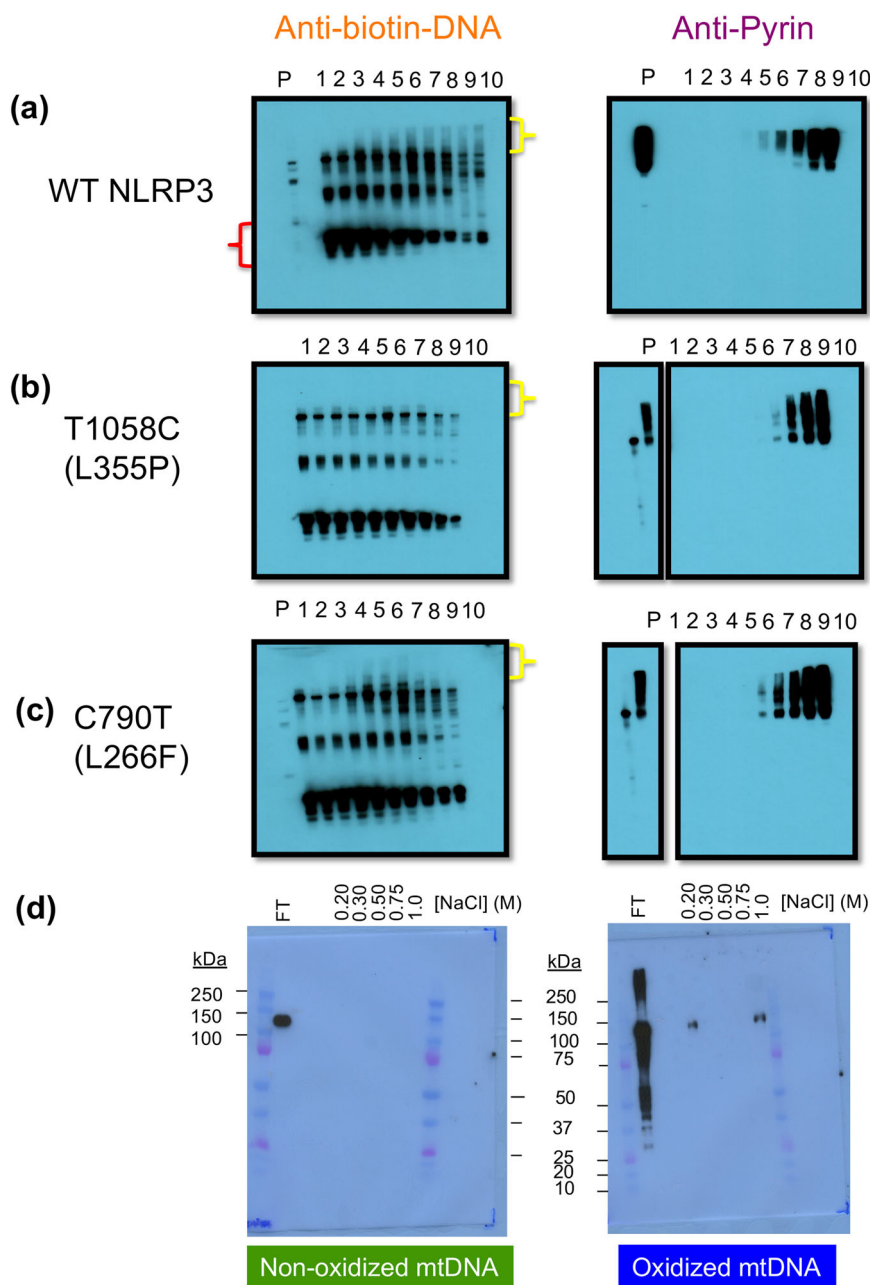 Anti-biotin-DNA Anti-Pyrin
P 1 2 3 4 5 6 7 8 9 10 P 1 2 3 4 5 6 7 8 9 10
(a)
WT NLRP3
1 2 3 4 5 6 7 8 9 10 P 1 2 3 4 5 6 7 8 9 10
(b)
T1058C
(L355P)
P 1 2 3 4 5 6 7 8 9 10 P 1 2 3 4 5 6 7 8 9 10
(c)
C790T
(L266F)
(d)
FT 0.20 0.30 0.50 0.75 1.0 [NaCl] (M) FT 0.20 0.30 0.50 0.75 1.0 [NaCl] (M)
kDa kDa
250 250
150 150
100 100
75
50
37
25
20
10
Non-oxidized mtDNA Oxidized mtDNA